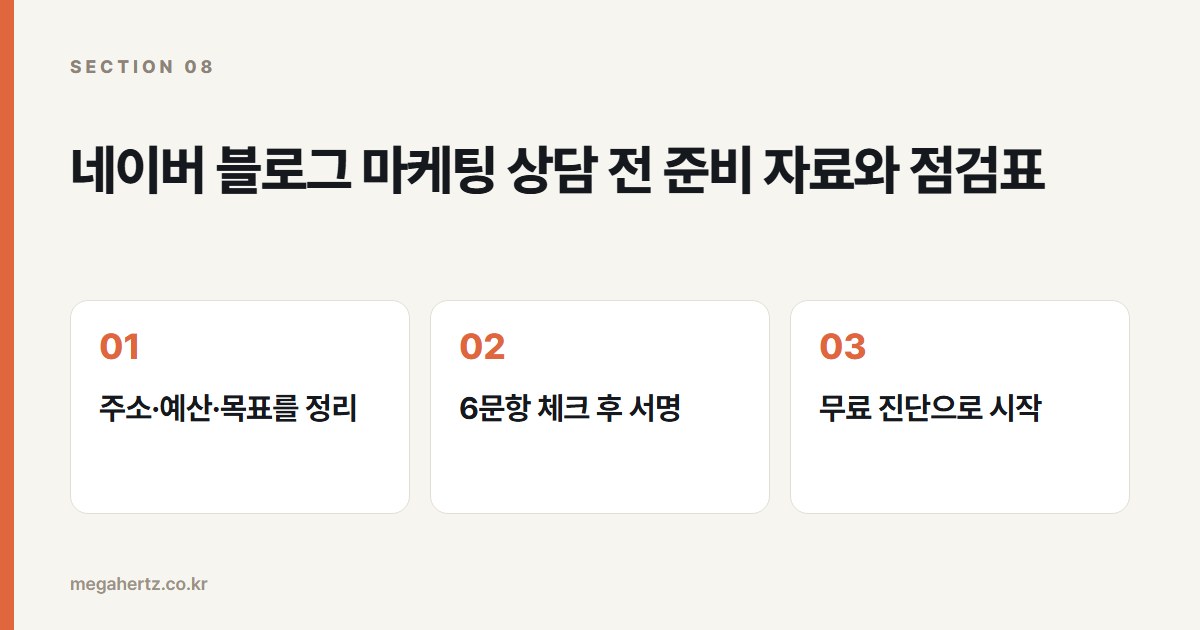 SECTION 08
네이버 블로그 마케팅 상담 전 준비 자료와 점검표
01
주소·예산·목표를 정리
02
6문항 체크 후 서명
03
무료 진단으로 시작
megahertz.co.kr